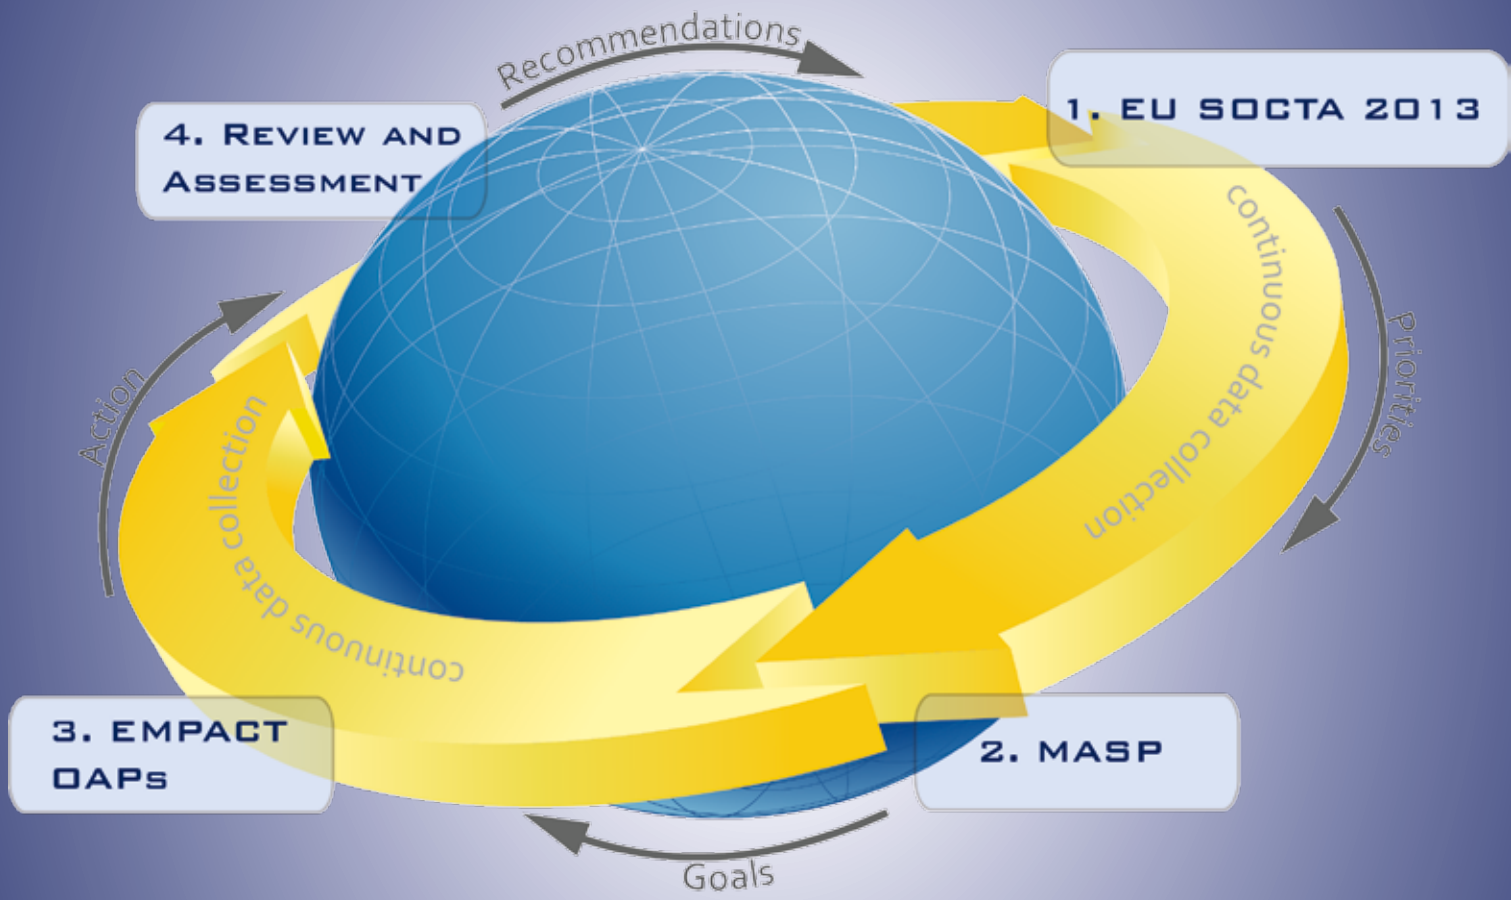 Recommendations
1. EU SOCTA 2013
4. Review and
Assessment
continuous data collection
Priorities
Action
continuous data collection
3. EMPACT
OAPs
2. MASP
Goals